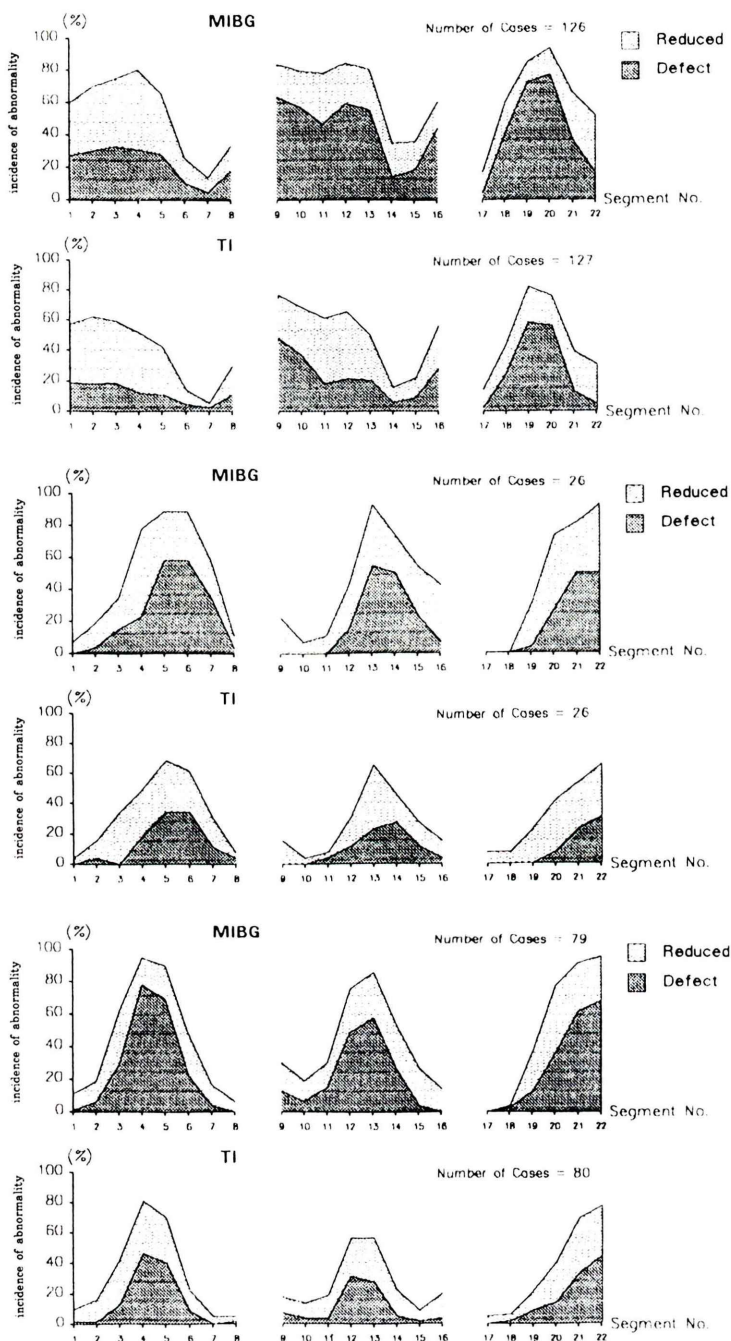 (%) MIBG Number of Cases = 126
Reduced
Defect
incidence of abnormality
100
80
60
40
20
0
1 2 3 4 5 6 7 8 9 10 11 12 13 14 15 16 17 18 19 20 21 22 Segment No.
(%) TI Number of Cases = 127
incidence of abnormality
100
80
60
40
20
0
1 2 3 4 5 6 7 8 9 10 11 12 13 14 15 16 17 18 19 20 21 22 Segment No.
(%) MIBG Number of Cases = 26
Reduced
Defect
incidence of abnormality
100
80
60
40
20
0
1 2 3 4 5 6 7 8 9 10 11 12 13 14 15 16 17 18 19 20 21 22 Segment No.
(%) TI Number of Cases = 26
incidence of abnormality
100
80
60
40
20
0
1 2 3 4 5 6 7 8 9 10 11 12 13 14 15 16 17 18 19 20 21 22 Segment No.
(%) MIBG Number of Cases = 79
Reduced
Defect
incidence of abnormality
100
80
60
40
20
0
1 2 3 4 5 6 7 8 9 10 11 12 13 14 15 16 17 18 19 20 21 22 Segment No.
(%) TI Number of Cases = 80
incidence of abnormality
100
80
60
40
20
0
1 2 3 4 5 6 7 8 9 10 11 12 13 14 15 16 17 18 19 20 21 22 Segment No.